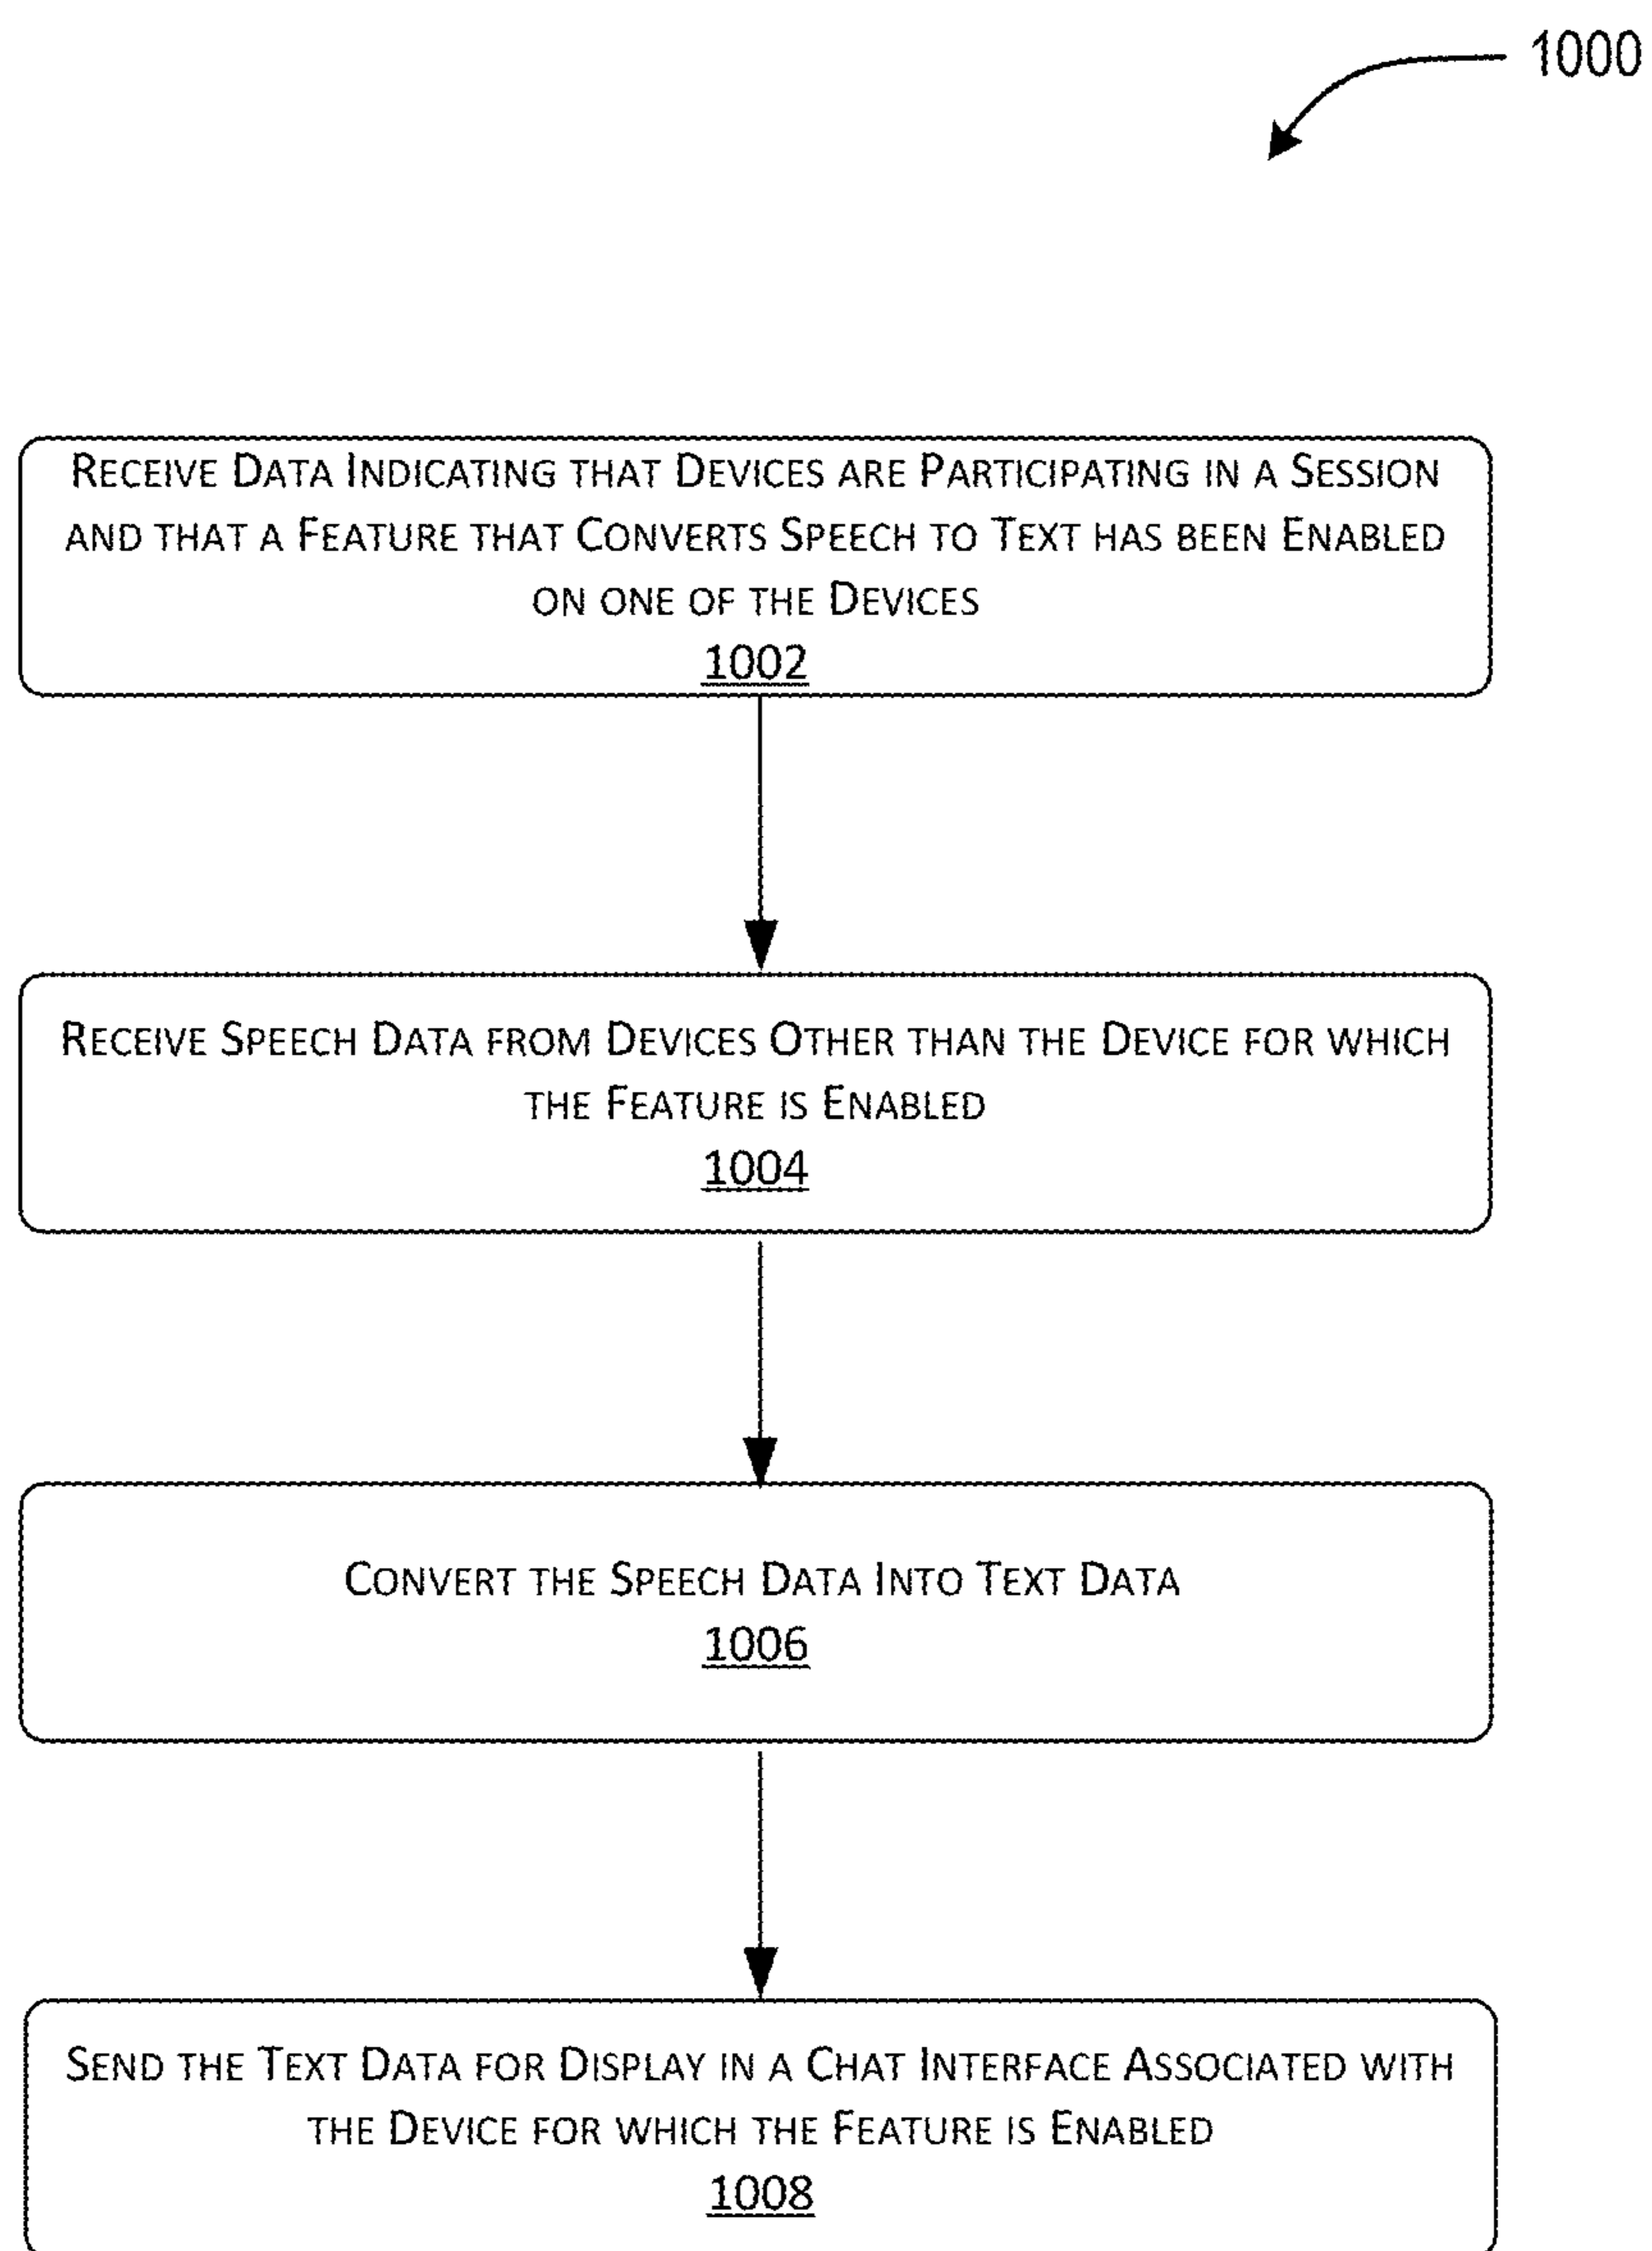 1000
Receive Data Indicating that Devices are Participating in a Session
and that a Feature that Converts Speech to Text has been Enabled
on one of the Devices
1002
Receive Speech Data from Devices Other than the Device for which
the Feature is Enabled
1004
Convert the Speech Data Into Text Data
1006
Send the Text Data for Display in a Chat Interface Associated with
the Device for which the Feature is Enabled
1008